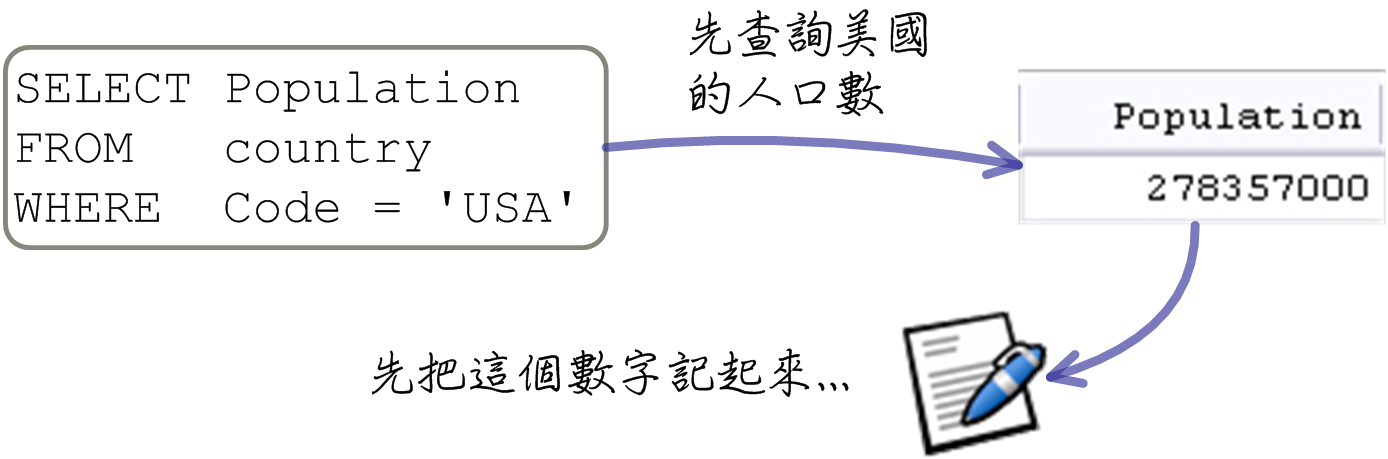 SELECT Population
FROM country
WHERE Code = 'USA'
先查詢美國
的人口數
Population
278357000
先把這個數字記起來...